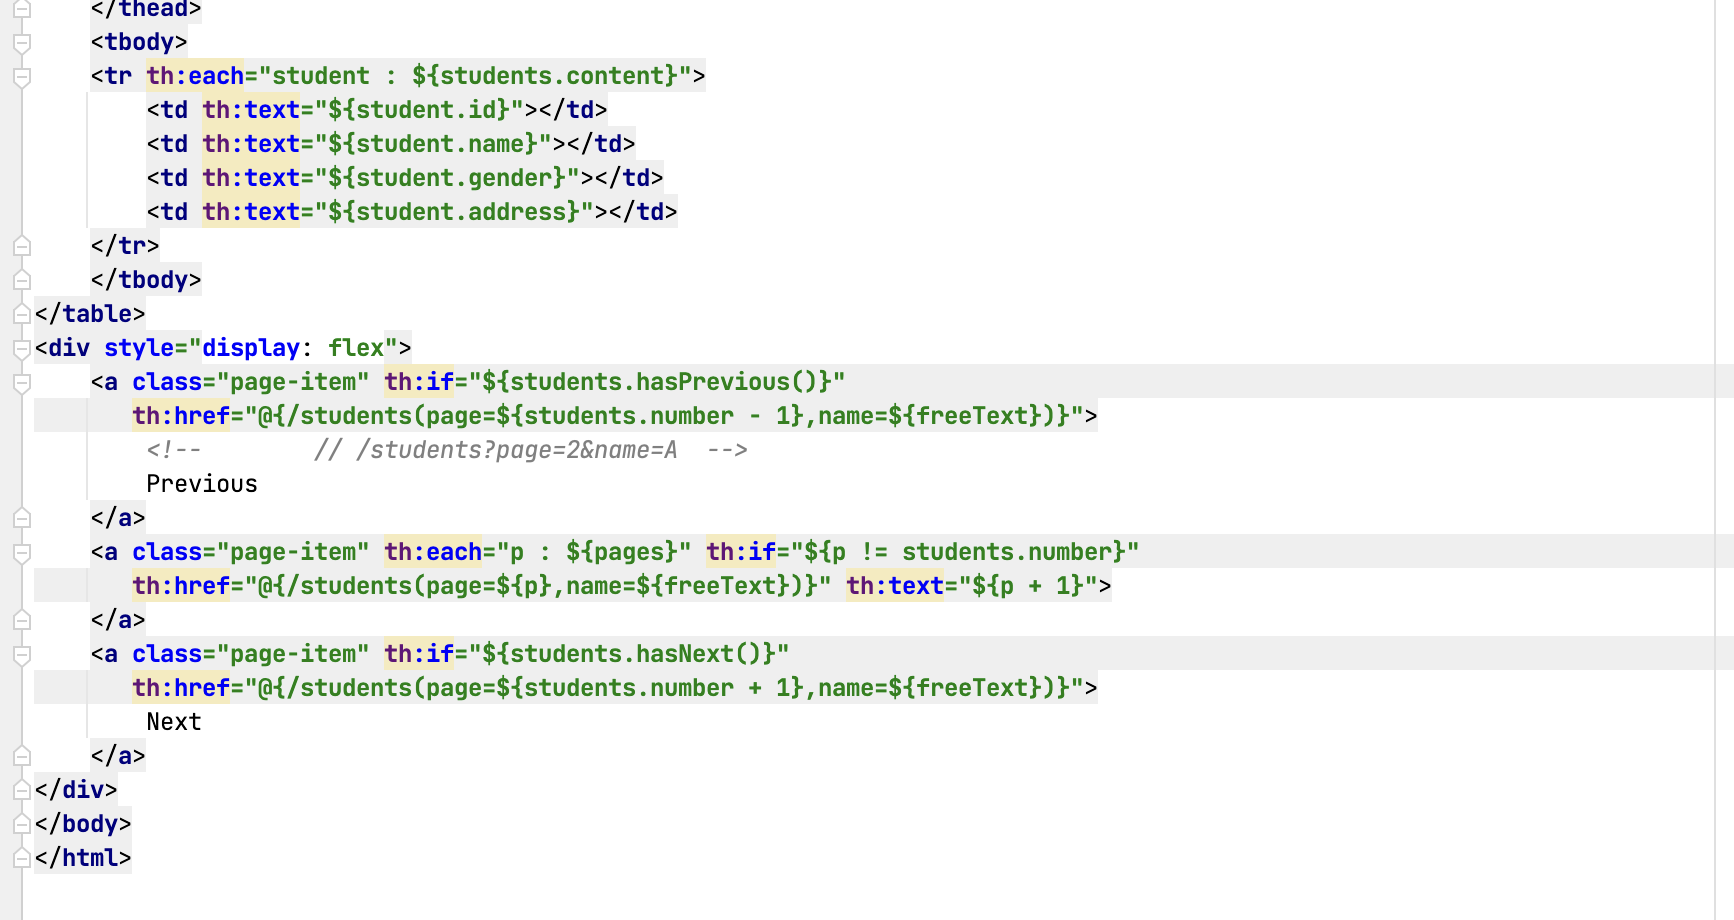 </thead>
<tbody>
<tr th:each="student : ${students.content}">
<td th:text="${student.id}"></td>
<td th:text="${student.name}"></td>
<td th:text="${student.gender}"></td>
<td th:text="${student.address}"></td>
</tr>
</tbody>
</table>
<div style="display: flex">
<a class="page-item" th:if="${students.hasPrevious()}"
th:href="@{/students(page=${students.number - 1},name=${freeText})}">
<!--        // /students?page=2&name=A  -->
Previous
</a>
<a class="page-item" th:each="p : ${pages}" th:if="${p != students.number}"
th:href="@{/students(page=${p},name=${freeText})}" th:text="${p + 1}">
</a>
<a class="page-item" th:if="${students.hasNext()}"
th:href="@{/students(page=${students.number + 1},name=${freeText})}">
Next
</a>
</div>
</body>
</html>